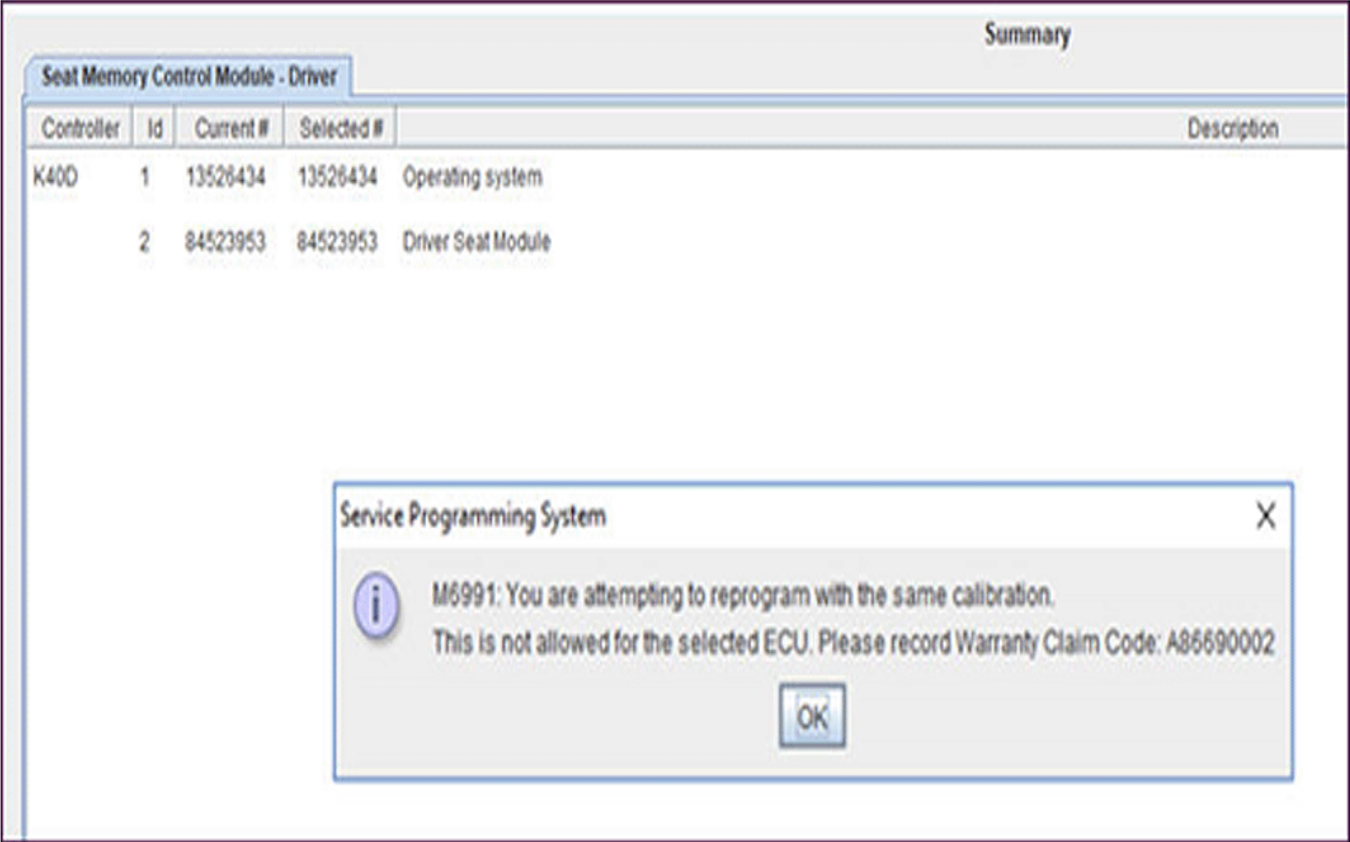 Summary
Seat Memory Control Module - Driver
Controller Id Current # Selected # Description
K40D 1 13526434 13526434 Operating system
2 84523953 84523953 Driver Seat Module
Service Programming System X
i
M6991: You are attempting to reprogram with the same calibration.
This is not allowed for the selected ECU. Please record Warranty Claim Code: A86690002
OK